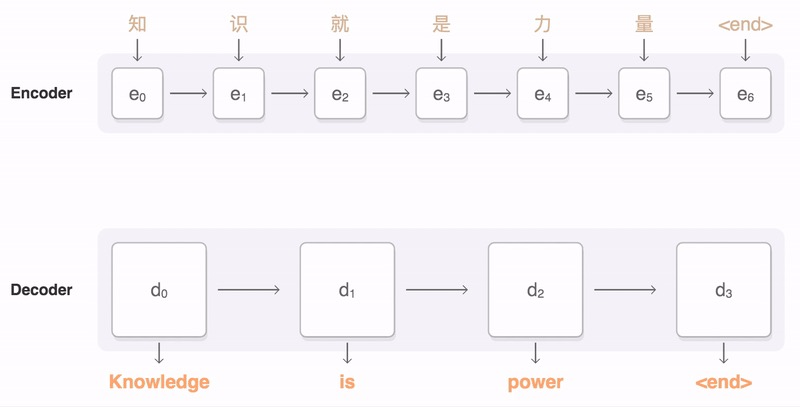 知 识 就 是 力 量 <end>
Encoder e₀ e₁ e₂ e₃ e₄ e₅ e₆
Decoder d₀ d₁ d₂ d₃
Knowledge is power <end>